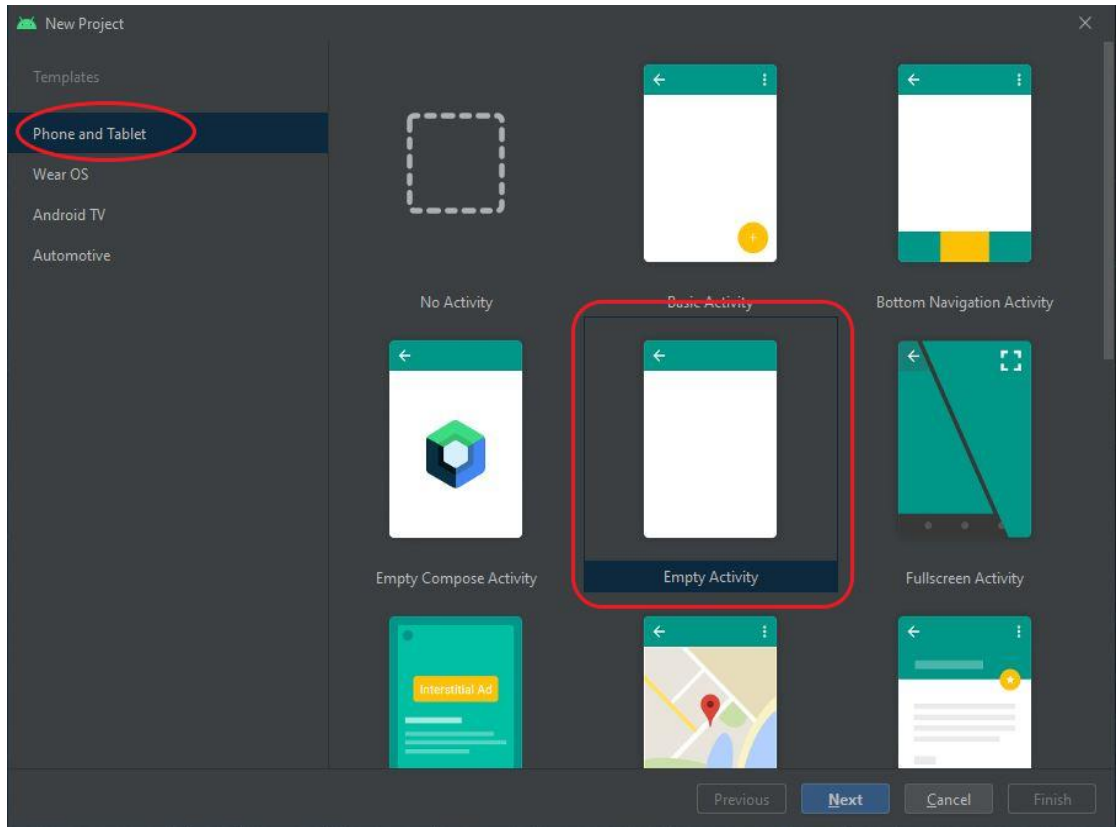 New Project
Templates
Phone and Tablet
Wear OS
Android TV
Automotive
No Activity
Basic Activity
Bottom Navigation Activity
Empty Compose Activity
Empty Activity
Fullscreen Activity
Interstitial Ad
Previous
Next
Cancel
Finish